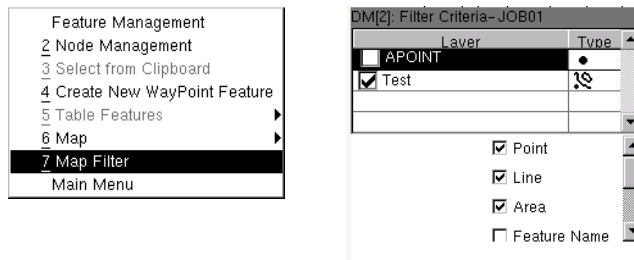 Feature Management
2 Node Management
3 Select from Clipboard
4 Create New WayPoint Feature
5 Table Features
6 Map
7 Map Filter
Main Menu
DM[2]: Filter Criteria-JOB01
Layer Type
APOINT
Test
Point
Line
Area
Feature Name